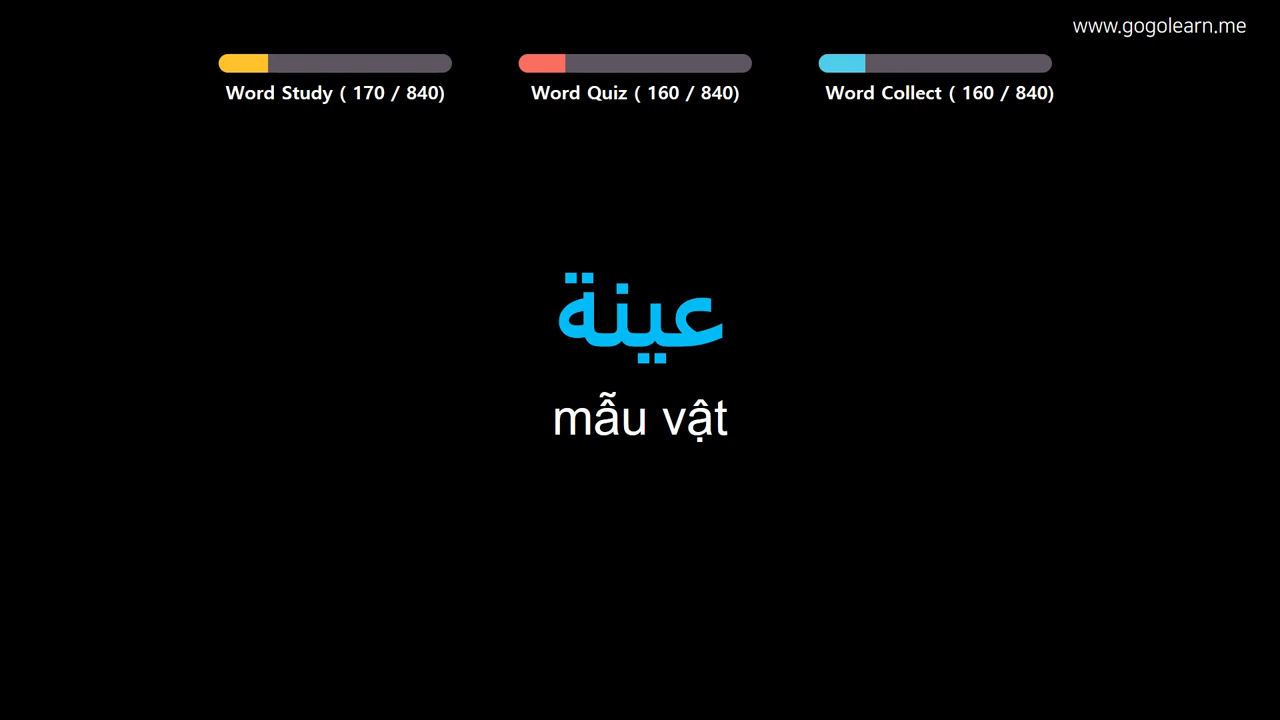 www.gogolearn.me
Word Study ( 170 / 840)
Word Quiz ( 160 / 840)
Word Collect ( 160 / 840)
عينة
mẫu vật